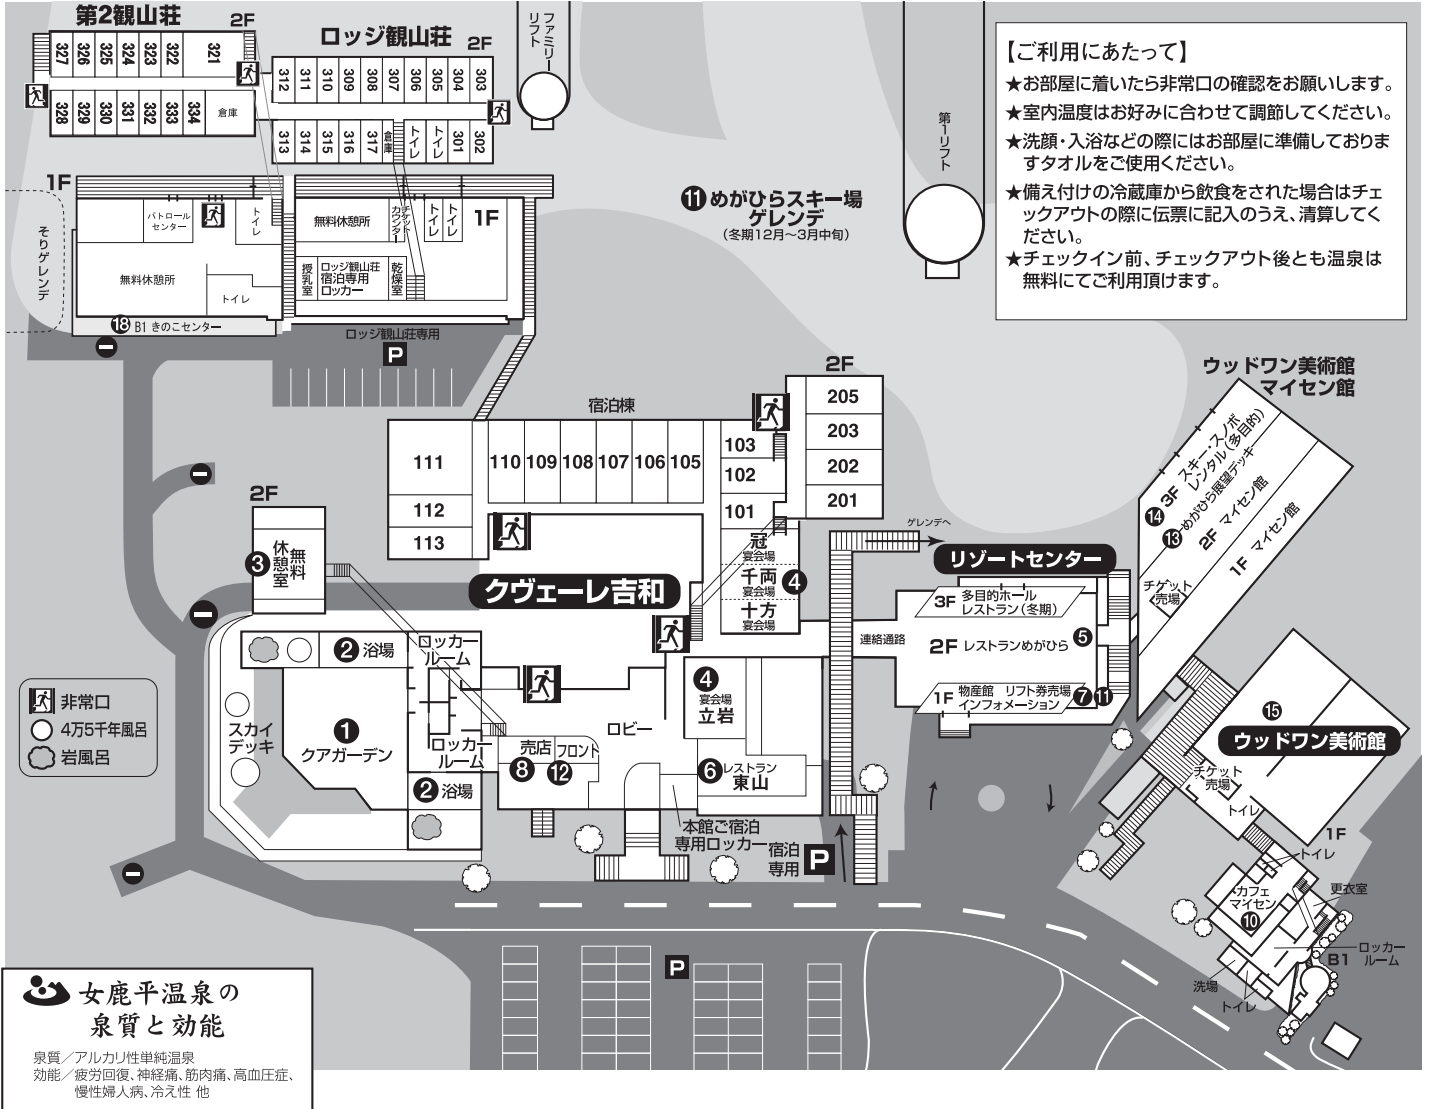 第2観山荘
2F
327
326
325
324
323
322
321
328
329
330
331
332
333
334
倉庫
ロッジ観山荘
2F
312
311
310
309
308
307
306
305
304
303
313
314
315
316
317
倉庫
トイレ
トイレ
301
302
ファミリーリフト
第1リフト
【ご利用にあたって】
★お部屋に着いたら非常口の確認をお願いします。
★室内温度はお好みに合わせて調節してください。
★洗顔・入浴などの際にはお部屋に準備しておりま
すタオルをご使用ください。
★備え付けの冷蔵庫から飲食をされた場合はチェ
ックアウトの際に伝票に記入のうえ、清算してく
ださい。
★チェックイン前、チェックアウト後とも温泉は
無料にてご利用頂けます。
1F
パトロール
センター
トイレ
無料休憩所
トイレ
⑱ B1 きのこセンター
そりゲレンデ
無料休憩所
チケット
カウンター
トイレ
トイレ
1F
授乳室
ロッジ観山荘
宿泊専用
ロッカー
乾燥室
ロッジ観山荘専用
P
⑪めがひらスキー場
ゲレンデ
(冬期12月〜3月中旬)
宿泊棟
111
112
113
110
109
108
107
106
105
103
102
101
2F
205
203
202
201
冠
宴会場
千両
宴会場
④
十方
宴会場
2F
③
無料
休憩室
クヴェーレ吉和
ゲレンデへ
リゾートセンター
3F 多目的ホール
レストラン(冬期)
2F レストランめがひら ⑤
1F 物産館 リフト券売場
インフォメーション ⑦⑪
連絡通路
ウッドワン美術館
マイセン館
⑭ 3F スキー・スノボ
レンタル(多目的)
⑬めがひら展望デッキ
2F マイセン館
1F マイセン館
チケット
売場
⑮
ウッドワン美術館
チケット
売場
トイレ
1F
トイレ
カフェ
マイセン
⑩
更衣室
ロッカー
ルーム
B1
洗場
トイレ
非常口
4万5千年風呂
岩風呂
② 浴場
ロッカー
ルーム
スカイ
デッキ
①
クアガーデン
ロッカー
ルーム
② 浴場
売店
⑧
フロント
⑫
ロビー
④
宴会場
立岩
⑥ レストラン
東山
本館ご宿泊
専用ロッカー
宿泊
専用
P
P
女鹿平温泉の
泉質と効能
泉質／アルカリ性単純温泉
効能／疲労回復、神経痛、筋肉痛、高血圧症、
慢性婦人病、冷え性 他